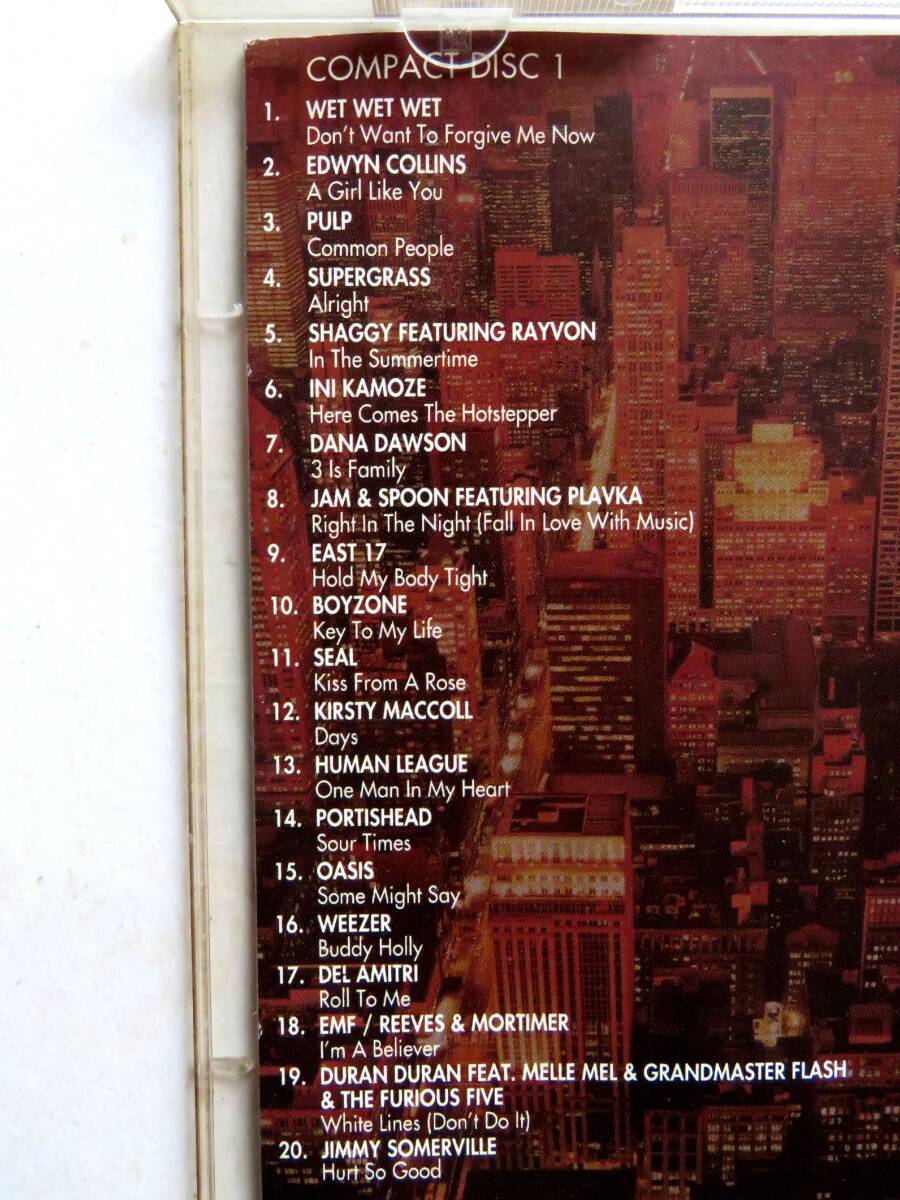 COMPACT DISC 1
1. WET WET WET
Don't Want To Forgive Me Now
2. EDWYN COLLINS
A Girl Like You
3. PULP
Common People
4. SUPERGRASS
Alright
5. SHAGGY FEATURING RAYVON
In The Summertime
6. INI KAMOZE
Here Comes The Hotstepper
7. DANA DAWSON
3 Is Family
8. JAM & SPOON FEATURING PLAVKA
Right In The Night (Fall In Love With Music)
9. EAST 17
Hold My Body Tight
10. BOYZONE
Key To My Life
11. SEAL
Kiss From A Rose
12. KIRSTY MACCOLL
Days
13. HUMAN LEAGUE
One Man In My Heart
14. PORTISHEAD
Sour Times
15. OASIS
Some Might Say
16. WEEZER
Buddy Holly
17. DEL AMITRI
Roll To Me
18. EMF / REEVES & MORTIMER
I'm A Believer
19. DURAN DURAN FEAT. MELLE MEL & GRANDMASTER FLASH
& THE FURIOUS FIVE
White Lines (Don't Do It)
20. JIMMY SOMERVILLE
Hurt So Good